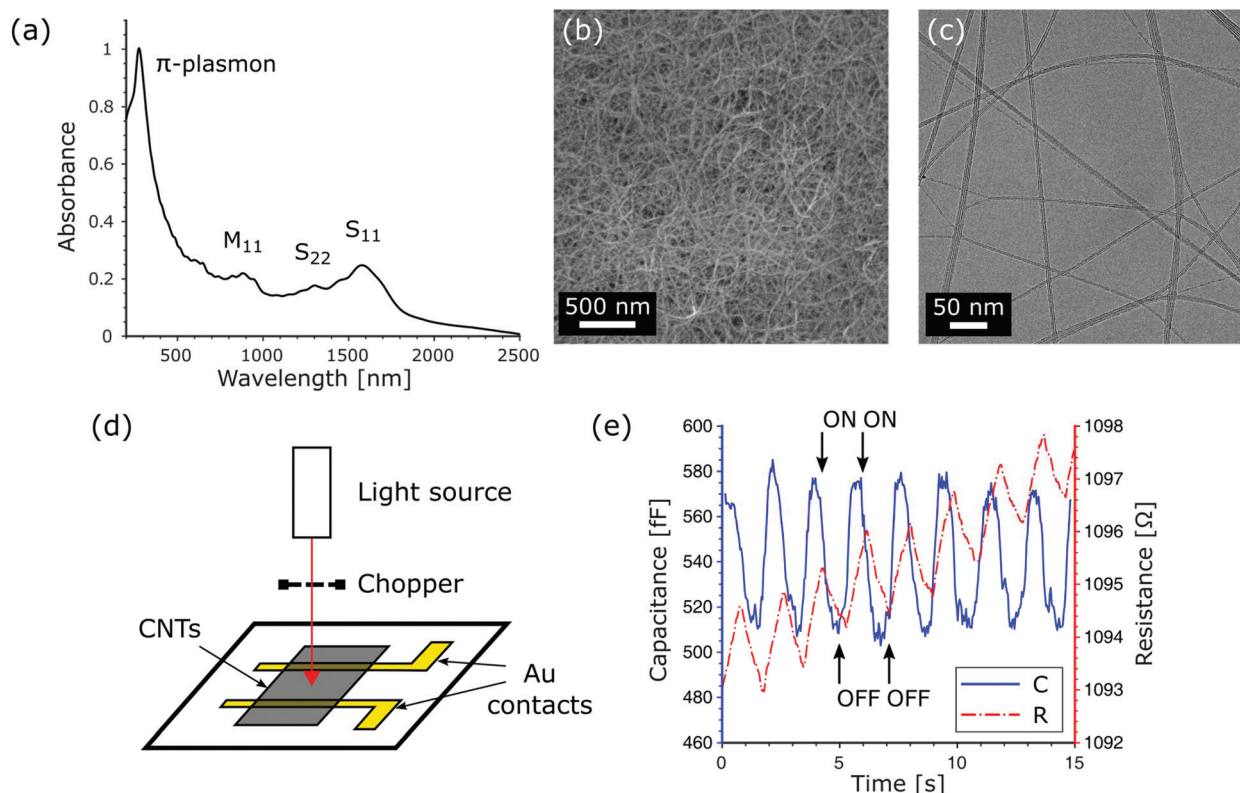 (a)
1
0.8
0.6
0.4
0.2
0
Absorbance
π-plasmon
M11
S22
S11
500
1000
1500
2000
2500
Wavelength [nm]
(b)
500 nm
(c)
50 nm
(d)
Light source
Chopper
CNTs
Au
contacts
(e)
600
580
560
540
520
500
480
460
Capacitance [fF]
ON ON
OFF OFF
C
R
1098
1097
1096
1095
1094
1093
1092
Resistance [Ω]
0
5
10
15
Time [s]